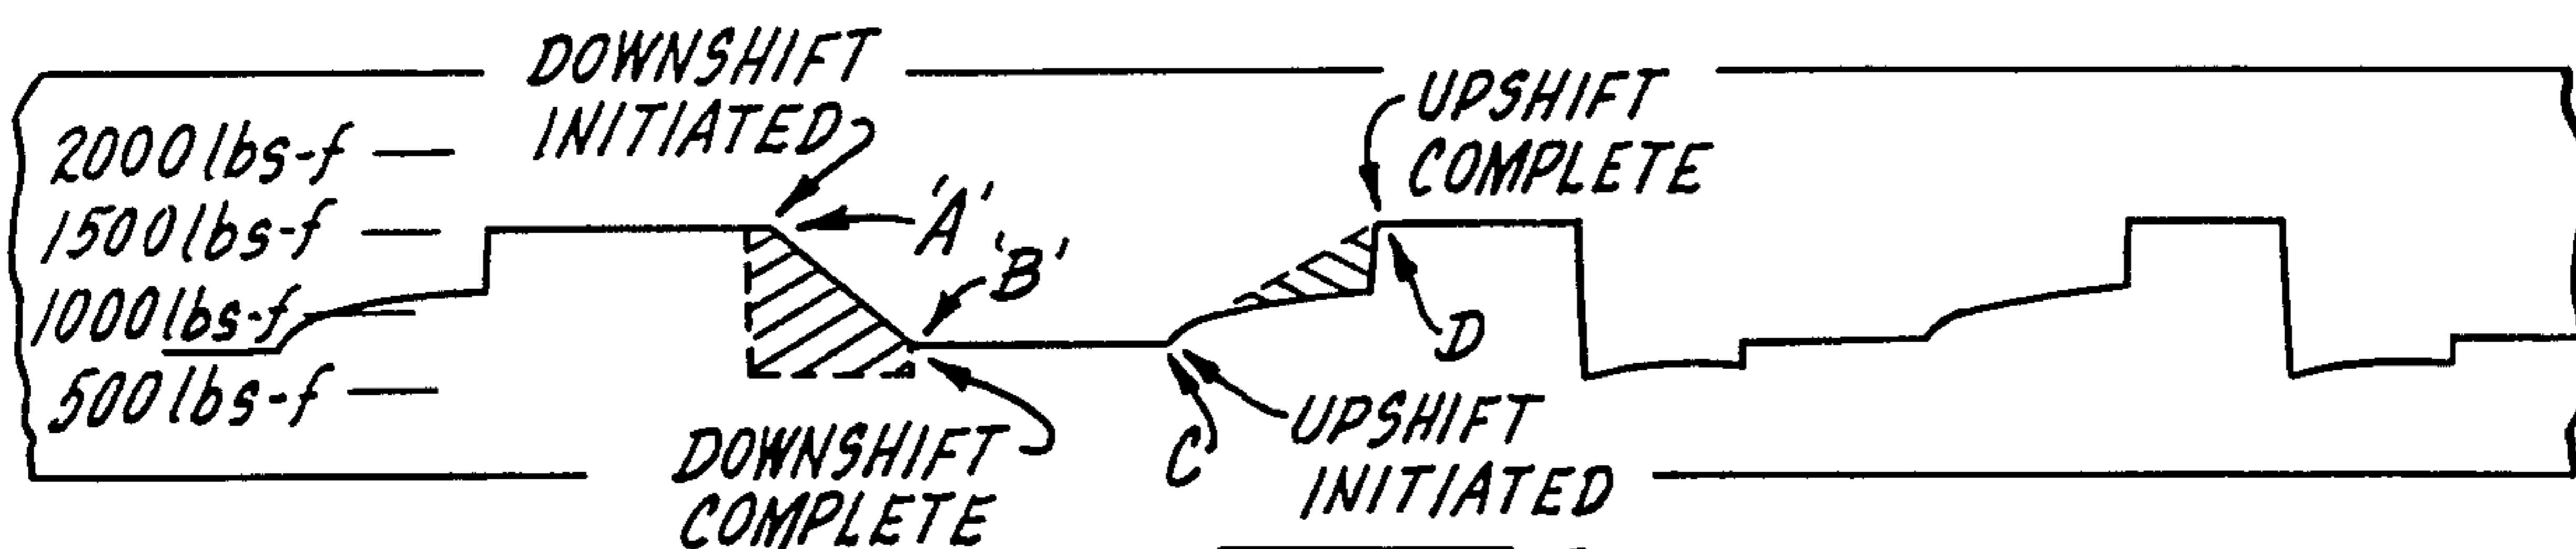 DOWNSHIFT
INITIATED
UPSHIFT
COMPLETE
2000 lbs-f
1500 lbs-f
1000 lbs-f
500 lbs-f
'A'
'B'
D
C
DOWNSHIFT
COMPLETE
UPSHIFT
INITIATED